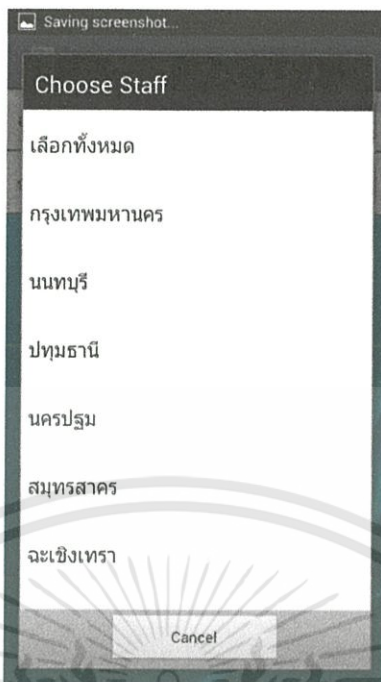 Saving screenshot...
Choose Staff
เลือกทั้งหมด
กรุงเทพมหานคร
นนทบุรี
ปทุมธานี
นครปฐม
สมุทรสาคร
ฉะเชิงเทรา
Cancel